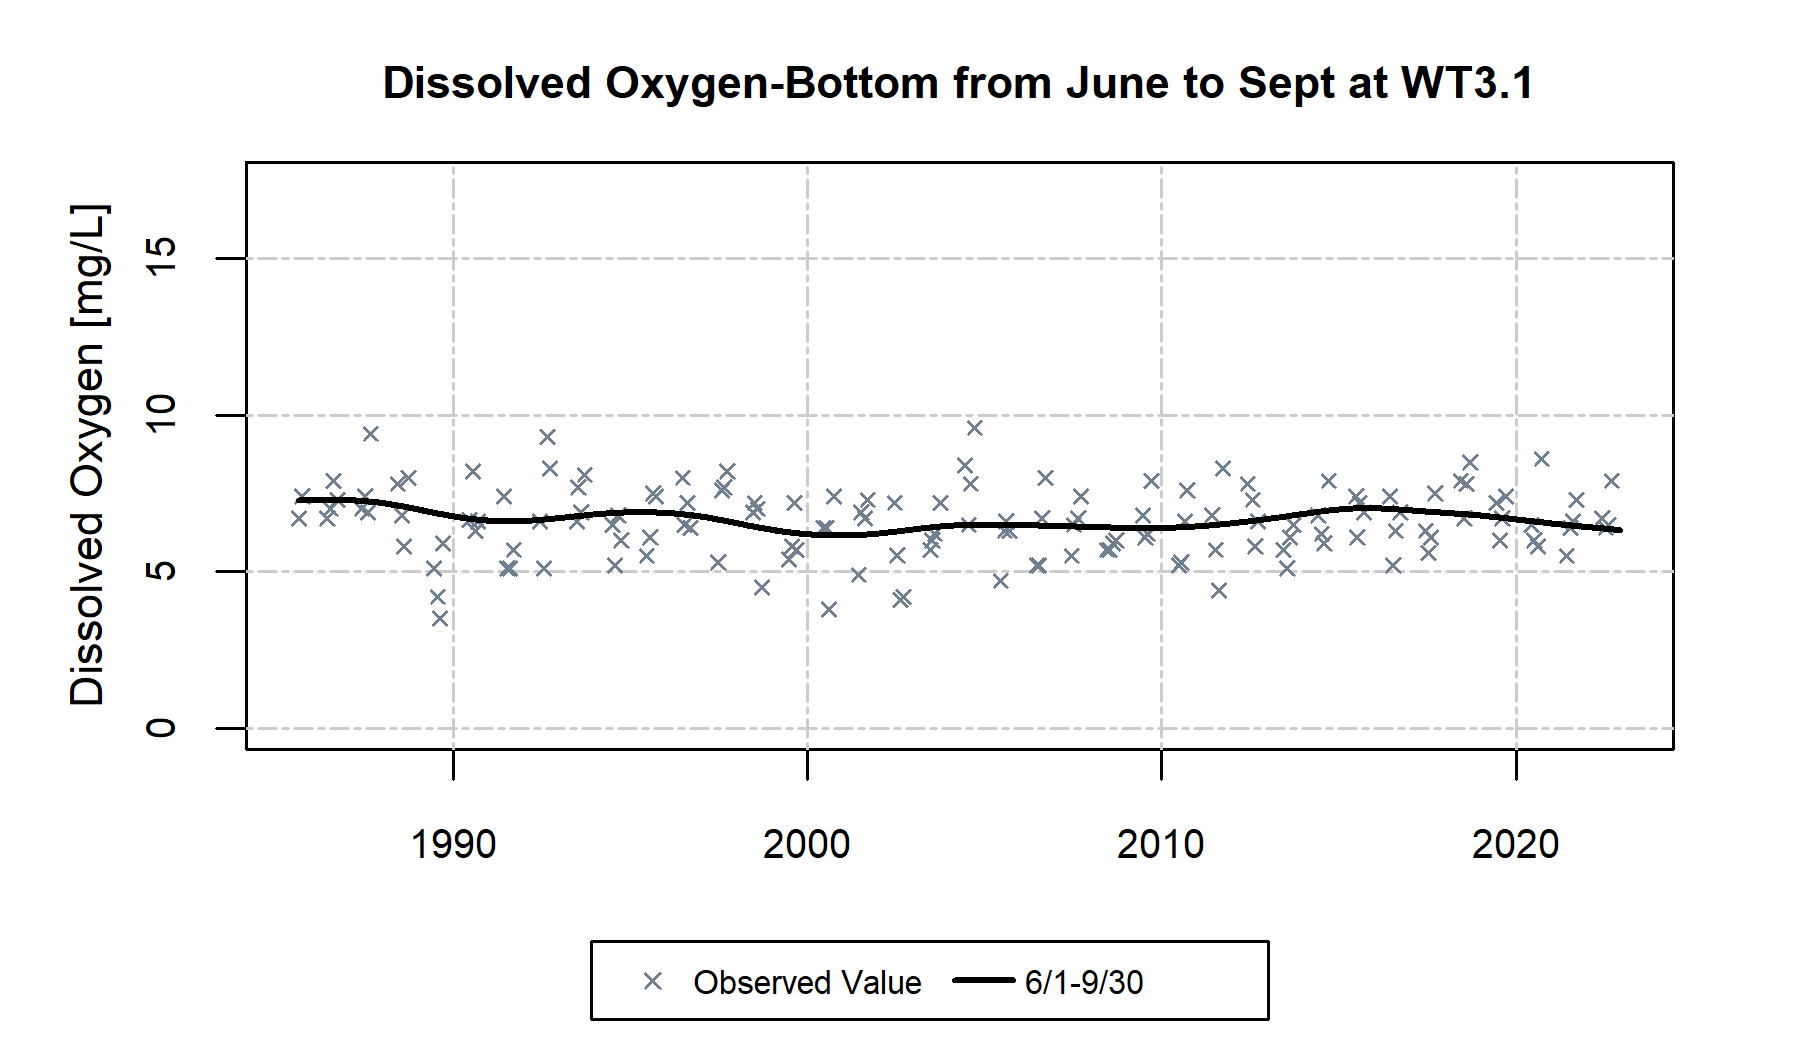 Dissolved Oxygen-Bottom from June to Sept at WT3.1
Dissolved Oxygen [mg/L]
15
10
5
0
1990 2000 2010 2020
Observed Value 6/1-9/30